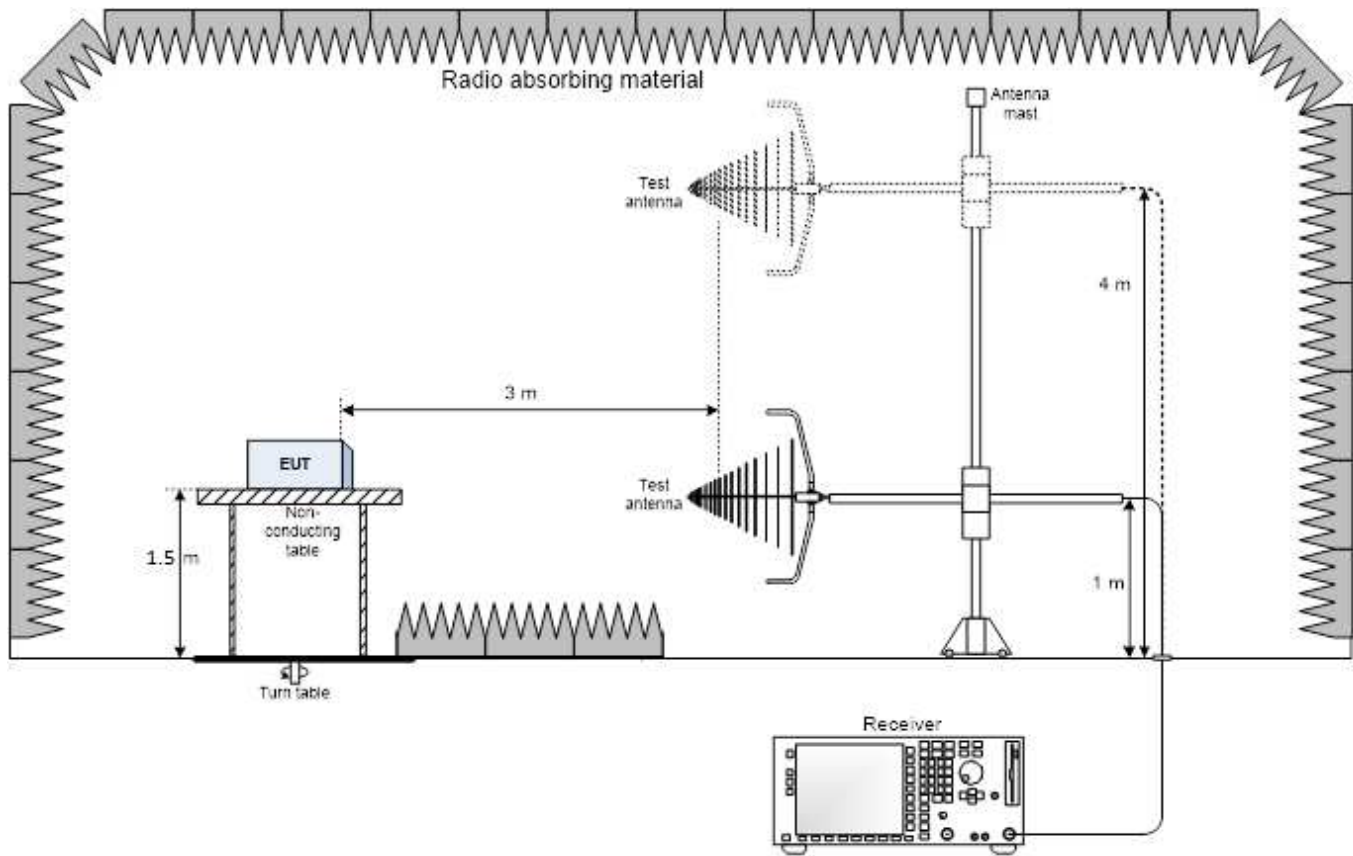 Radio absorbing material
Antenna
mast
Test
antenna
4 m
3 m
EUT
Test
antenna
Non-
conducting
table
1.5 m
1 m
Turn table
Receiver